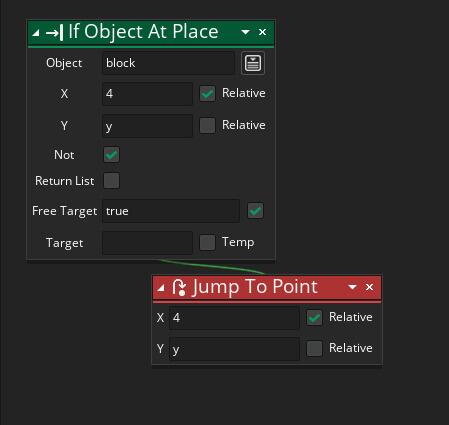 If Object At Place
Object block
X 4 Relative
Y y Relative
Not
Return List
Free Target true
Target Temp
Jump To Point
X 4 Relative
Y y Relative